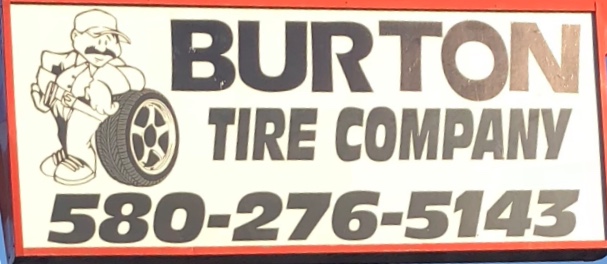 BURTON
TIRE COMPANY
580-276-5143